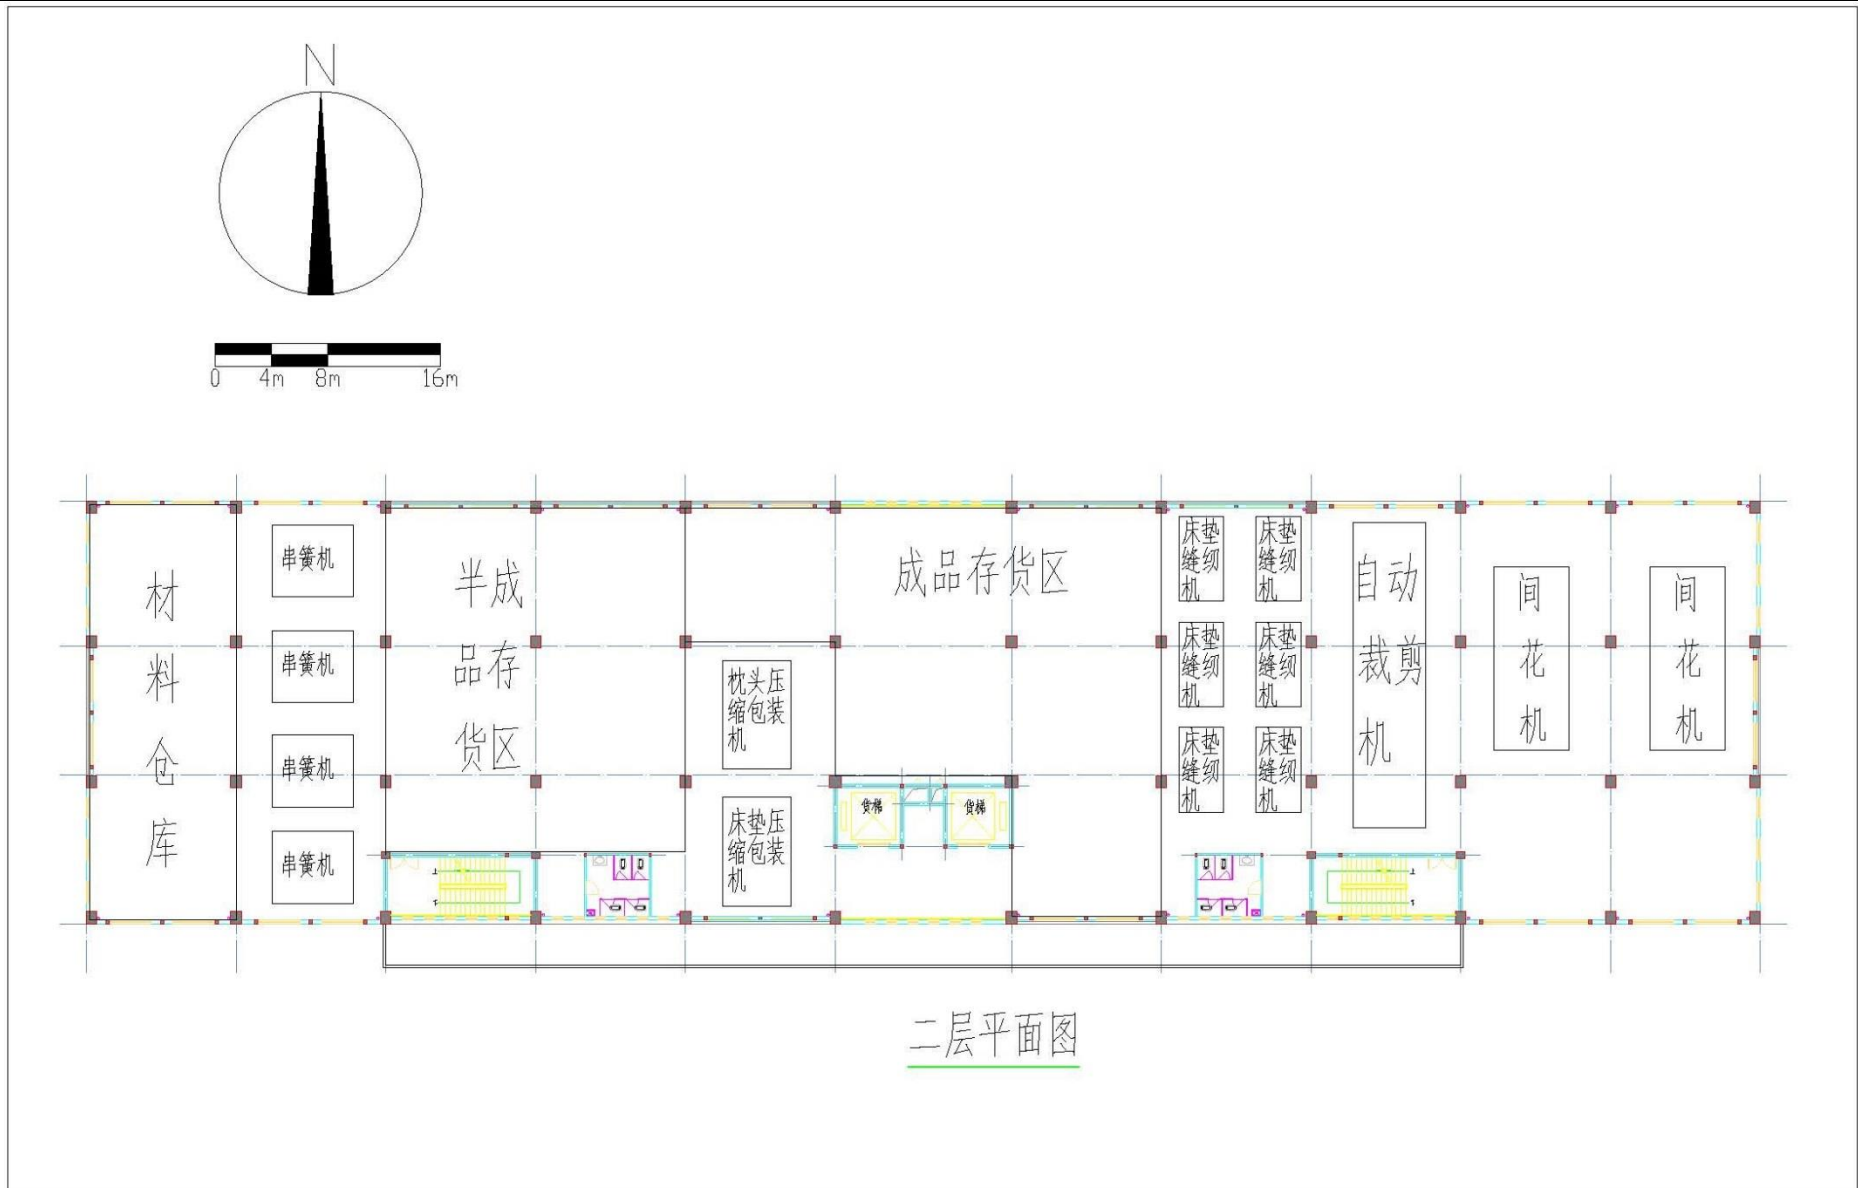 N
0 4m 8m 16m
材
料
仓
库
串簧机
串簧机
串簧机
串簧机
半成
品存
货区
枕头压
缩包装
机
床垫压
缩包装
机
成品存货区
货梯
货梯
床垫
缝纫
机
床垫
缝纫
机
床垫
缝纫
机
床垫
缝纫
机
床垫
缝纫
机
床垫
缝纫
机
自动
裁剪
机
间
花
机
间
花
机
二层平面图